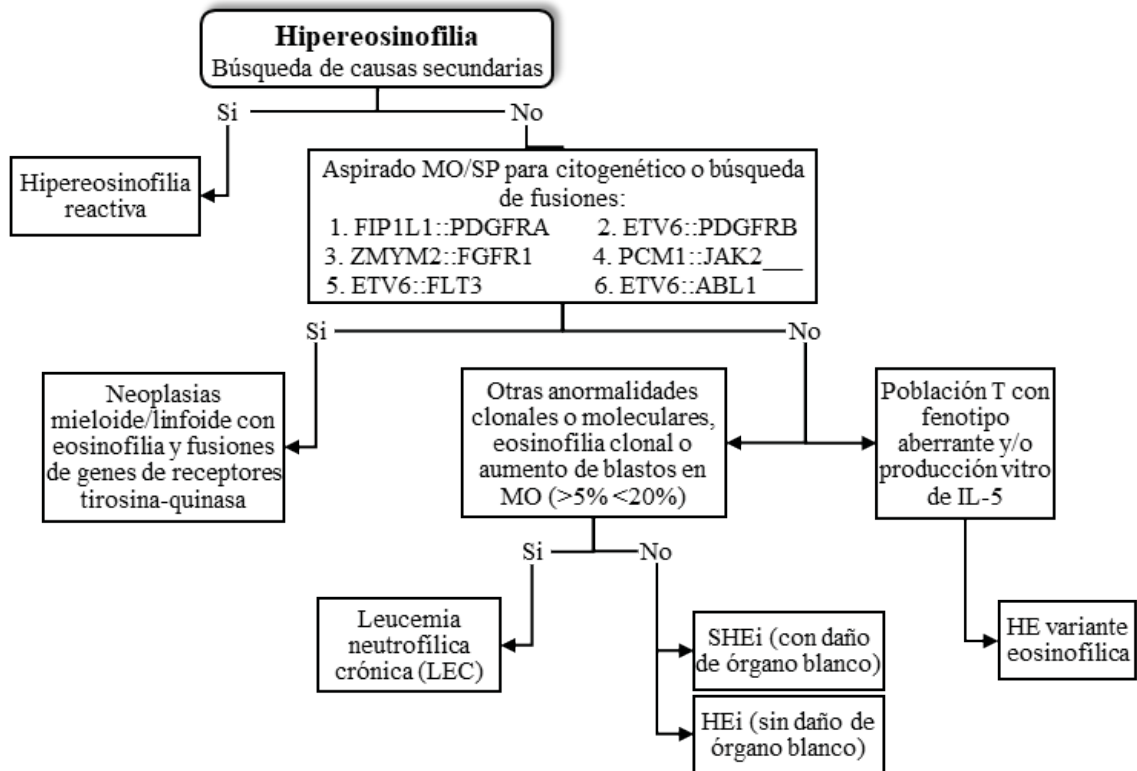 Hipereosinofilia
Búsqueda de causas secundarias
Si
No
Hipereosinofilia
reactiva
Aspirado MO/SP para citogenético o búsqueda
de fusiones:
1. FIP1L1::PDGFRA 2. ETV6::PDGFRB
3. ZMYM2::FGFR1 4. PCM1::JAK2___
5. ETV6::FLT3 6. ETV6::ABL1
Si
No
Neoplasias
mieloide/linfoide con
eosinofilia y fusiones
de genes de receptores
tirosina-quinasa
Otras anormalidades
clonales o moleculares,
eosinofilia clonal o
aumento de blastos en
MO (>5% <20%)
Población T con
fenotipo
aberrante y/o
producción vitro
de IL-5
Si
No
Leucemia
neutrofílica
crónica (LEC)
SHEi (con daño
de órgano blanco)
HEi (sin daño de
órgano blanco)
HE variante
eosinofílica